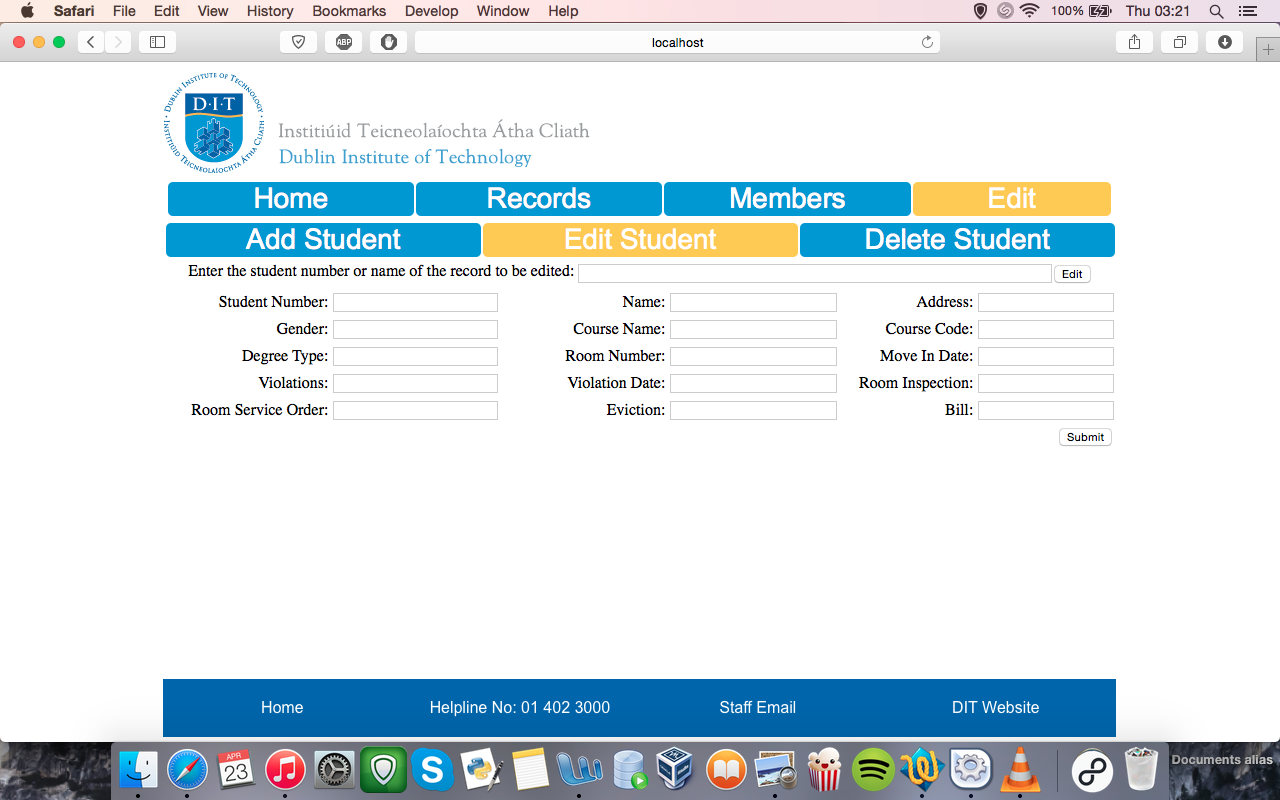 Safari File Edit View History Bookmarks Develop Window Help 100% Thu 03:21
ABP localhost
DUBLIN INSTITUTE OF TECHNOLOGY · INSTITIÚID TEICNEOLAÍOCHTA ÁTHA CLIATH ·
D·I·T
Institiúid Teicneolaíochta Átha Cliath
Dublin Institute of Technology
Home Records Members Edit
Add Student Edit Student Delete Student
Enter the student number or name of the record to be edited: Edit
Student Number: Name: Address:
Gender: Course Name: Course Code:
Degree Type: Room Number: Move In Date:
Violations: Violation Date: Room Inspection:
Room Service Order: Eviction: Bill:
Submit
Home Helpline No: 01 402 3000 Staff Email DIT Website
APR
23
Documents alias